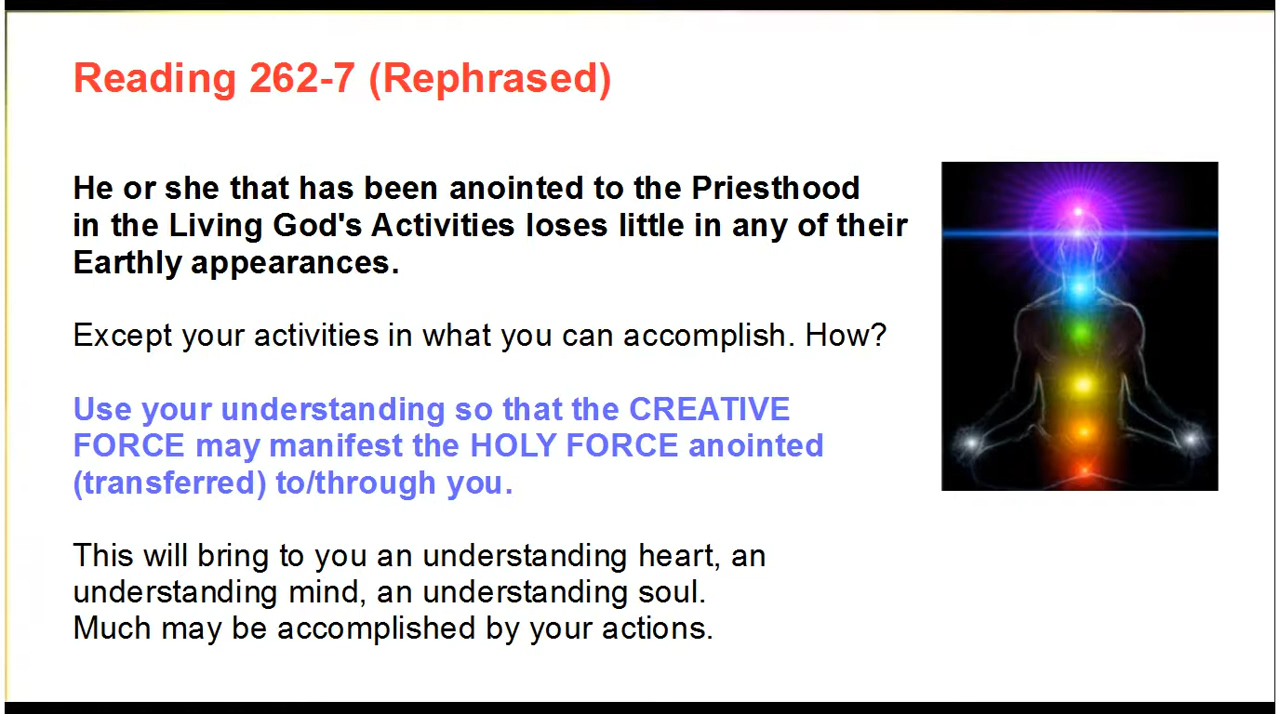 Reading 262-7 (Rephrased)
He or she that has been anointed to the Priesthood
in the Living God's Activities loses little in any of their
Earthly appearances.
Except your activities in what you can accomplish. How?
Use your understanding so that the CREATIVE
FORCE may manifest the HOLY FORCE anointed
(transferred) to/through you.
This will bring to you an understanding heart, an
understanding mind, an understanding soul.
Much may be accomplished by your actions.